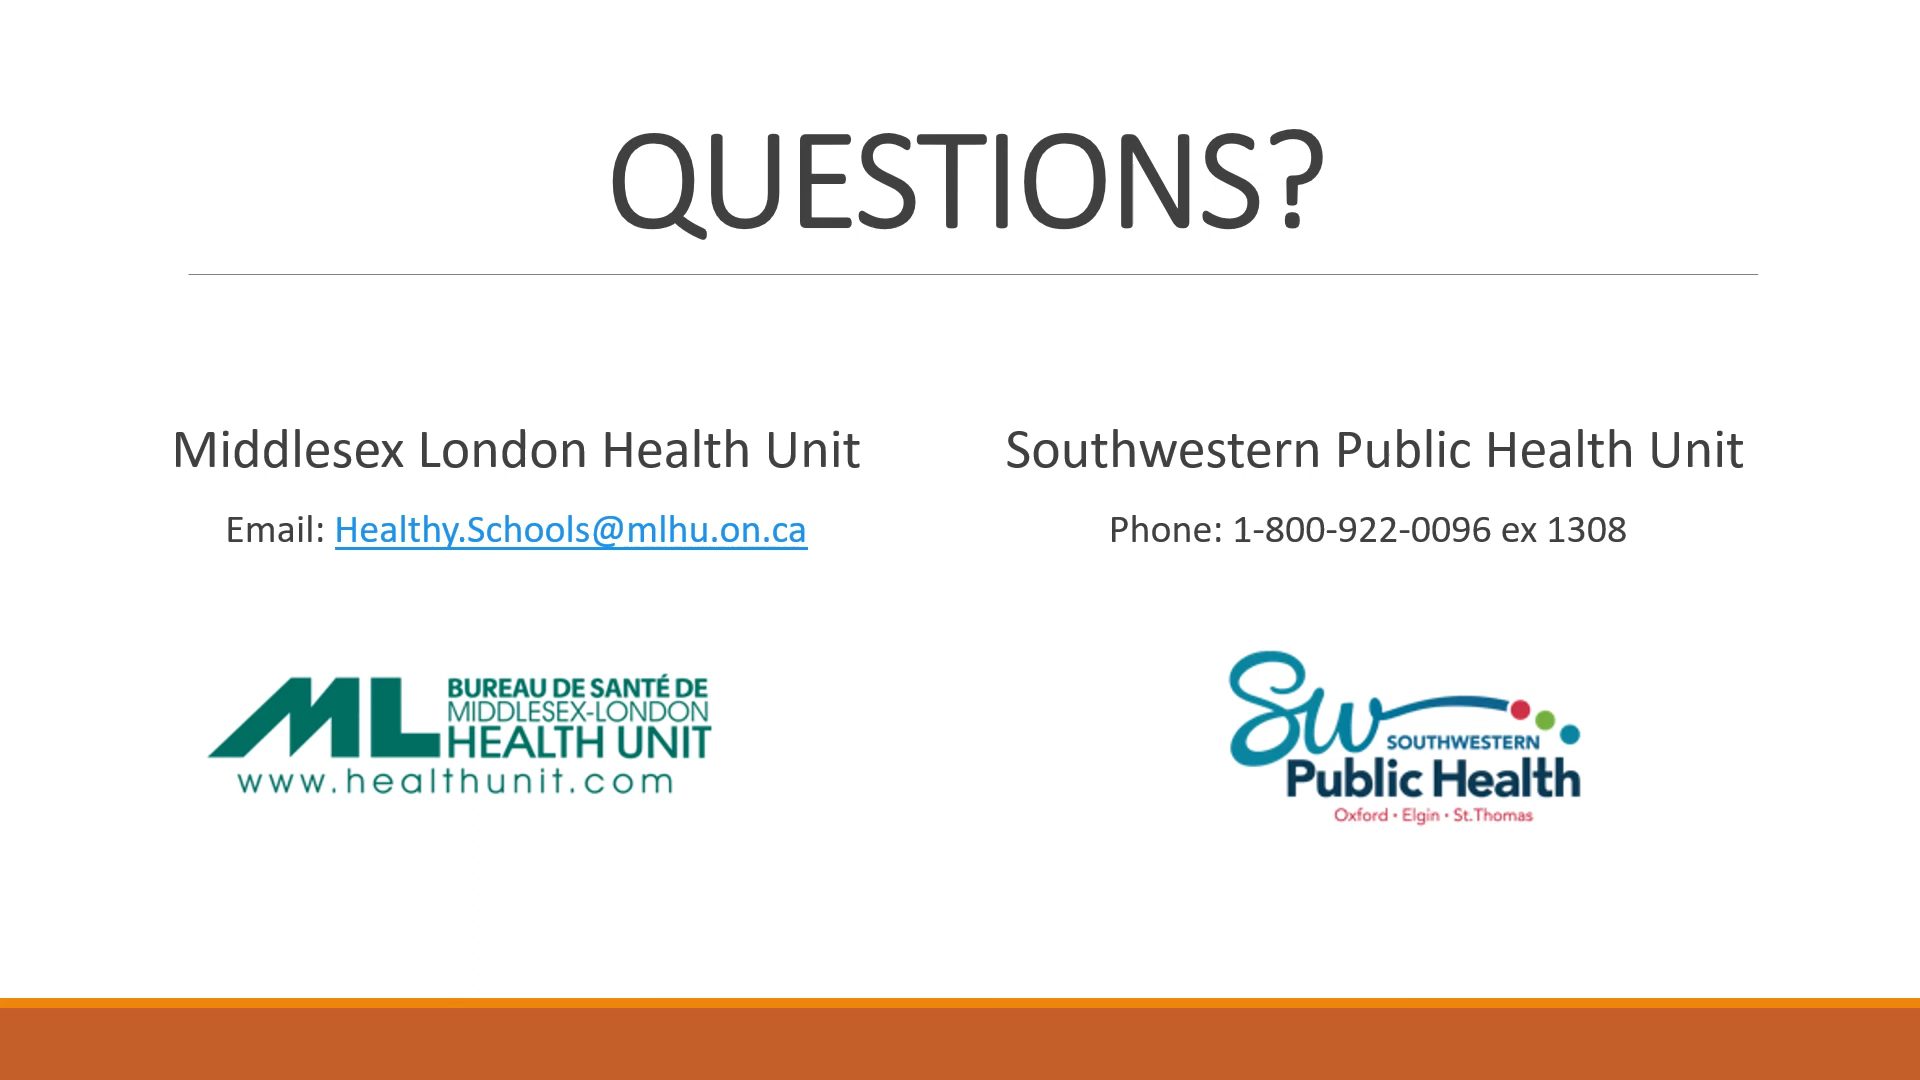 QUESTIONS?
Middlesex London Health Unit
Email: Healthy.Schools@mlhu.on.ca
ML
BUREAU DE SANTÉ DE
MIDDLESEX-LONDON
HEALTH UNIT
www.healthunit.com
Southwestern Public Health Unit
Phone: 1-800-922-0096 ex 1308
Sw
SOUTHWESTERN
Public Health
Oxford • Elgin • St.Thomas